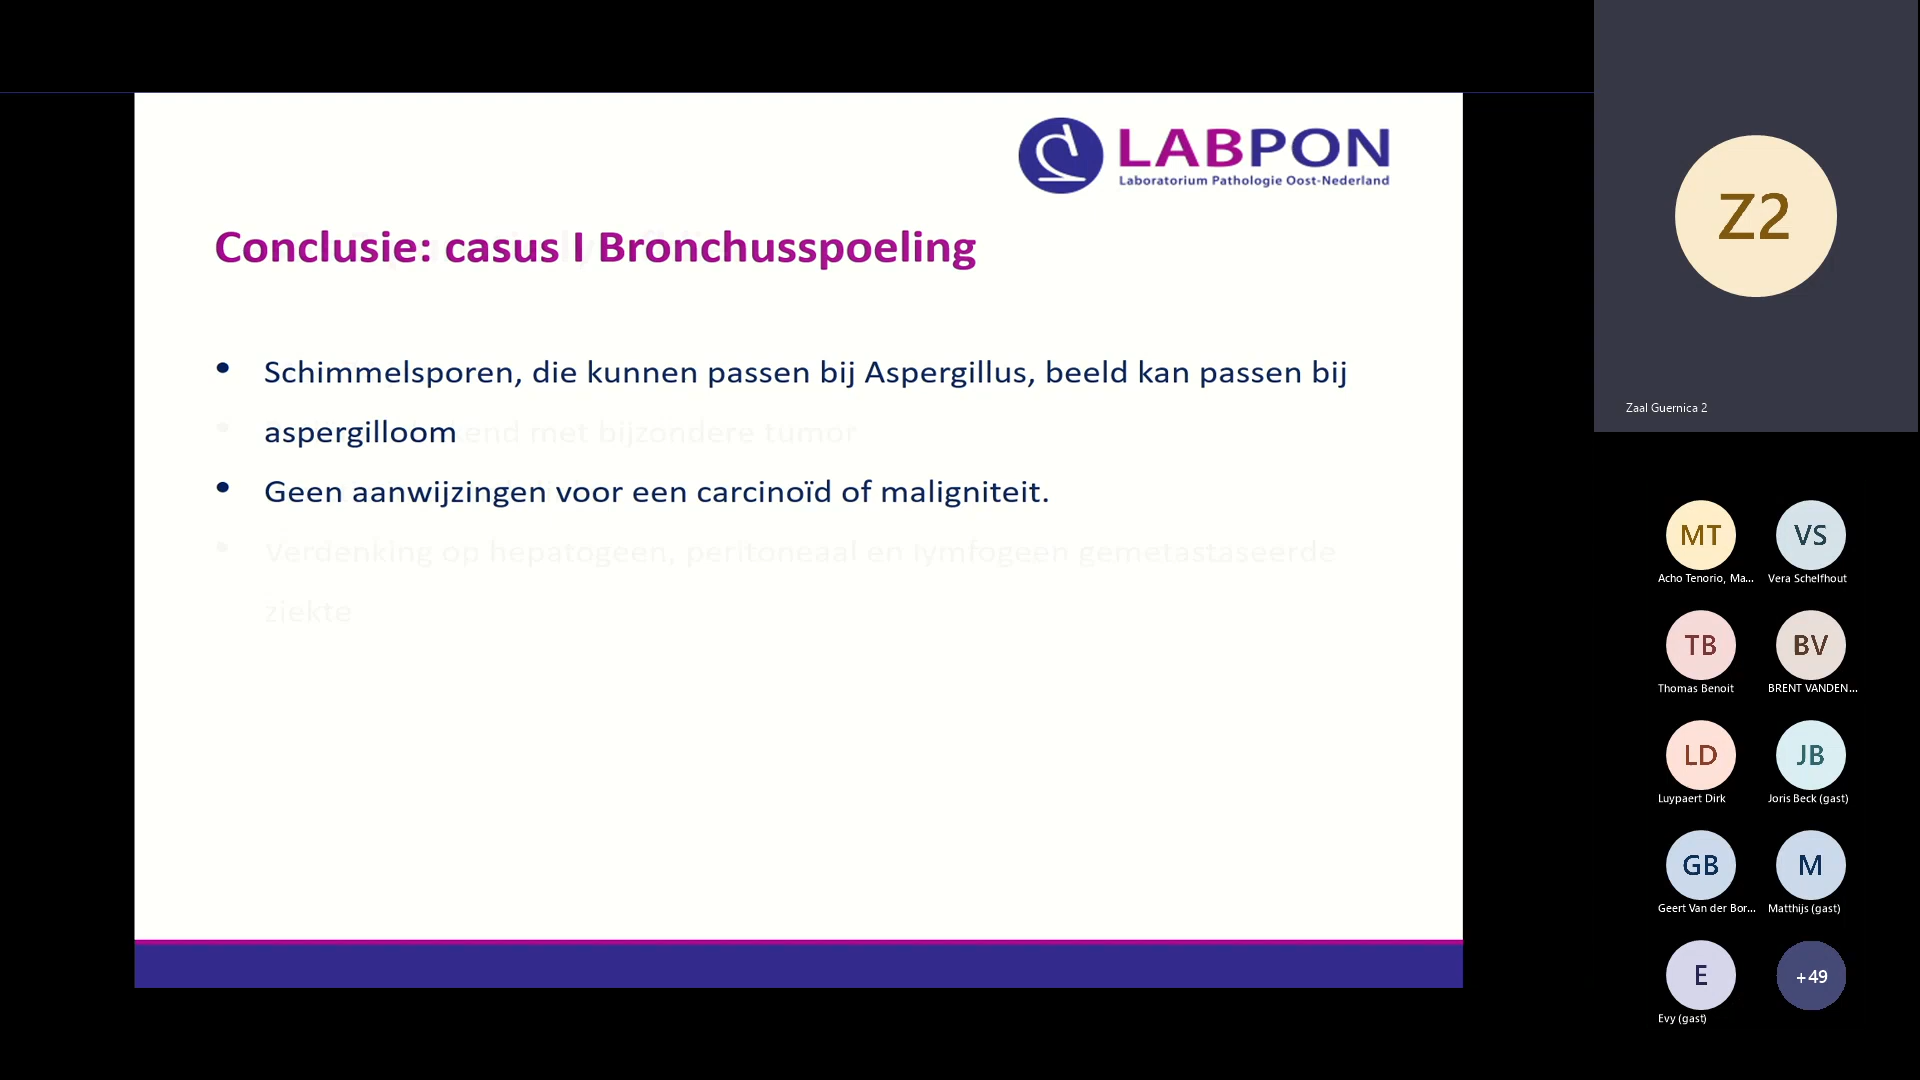 LABPON
Laboratorium Pathologie Oost-Nederland
Conclusie: casus I Bronchusspoeling
• Schimmelsporen, die kunnen passen bij Aspergillus, beeld kan passen bij
aspergilloom
kend met bijzondere tumor
• Geen aanwijzingen voor een carcinoïd of maligniteit.
• Verdenking op hepatogeen, peritoneaal en lymfogeen gemetastaseerde
ziekte
Z2
Zaal Guernica 2
MT
Acho Tenorio, Ma...
VS
Vera Schelfhout
TB
Thomas Benoit
BV
BRENT VANDEN...
LD
Luypaert Dirk
JB
Joris Beck (gast)
GB
Geert Van der Bor...
M
Matthijs (gast)
E
Evy (gast)
+49